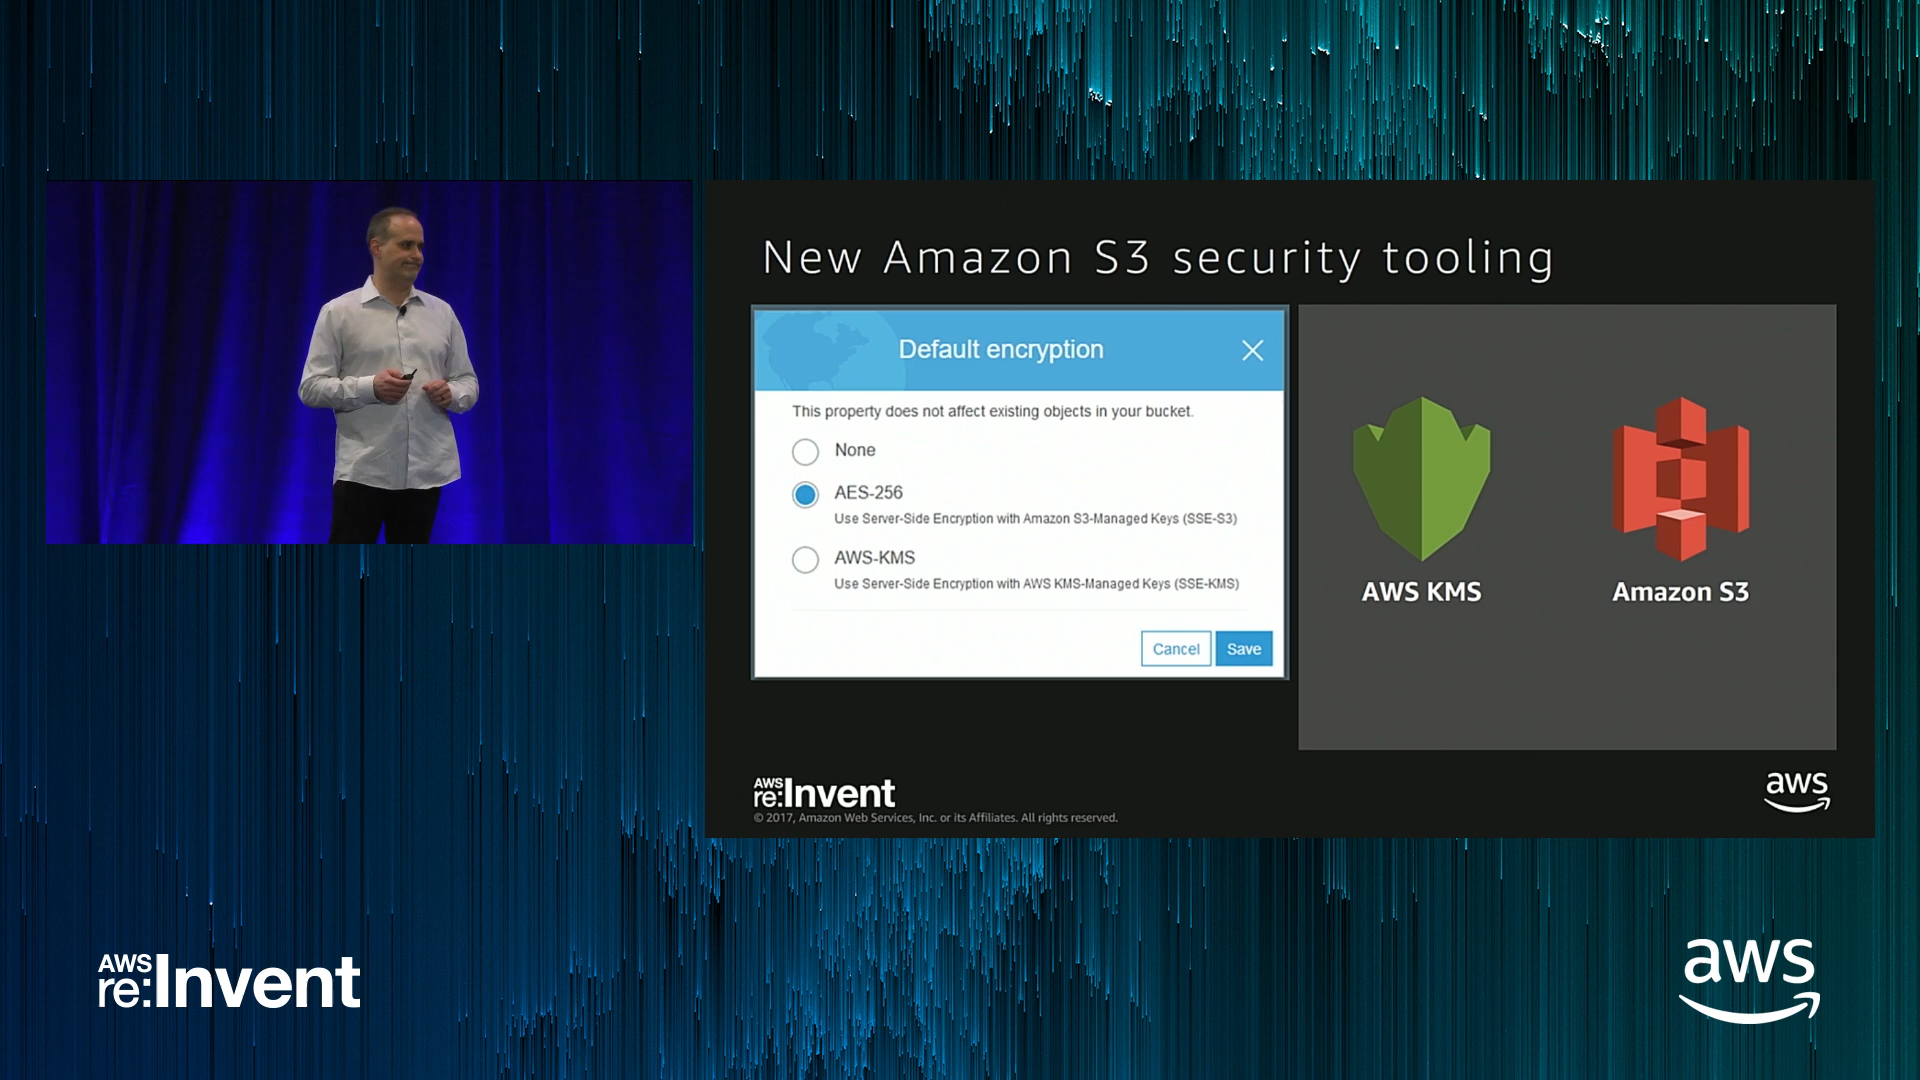 New Amazon S3 security tooling
Default encryption
This property does not affect existing objects in your bucket.
None
AES-256
Use Server-Side Encryption with Amazon S3-Managed Keys (SSE-S3)
AWS-KMS
Use Server-Side Encryption with AWS KMS-Managed Keys (SSE-KMS)
Cancel Save
AWS KMS
Amazon S3
AWS
re:Invent
© 2017, Amazon Web Services, Inc. or its Affiliates. All rights reserved.
aws
AWS
re:Invent
aws